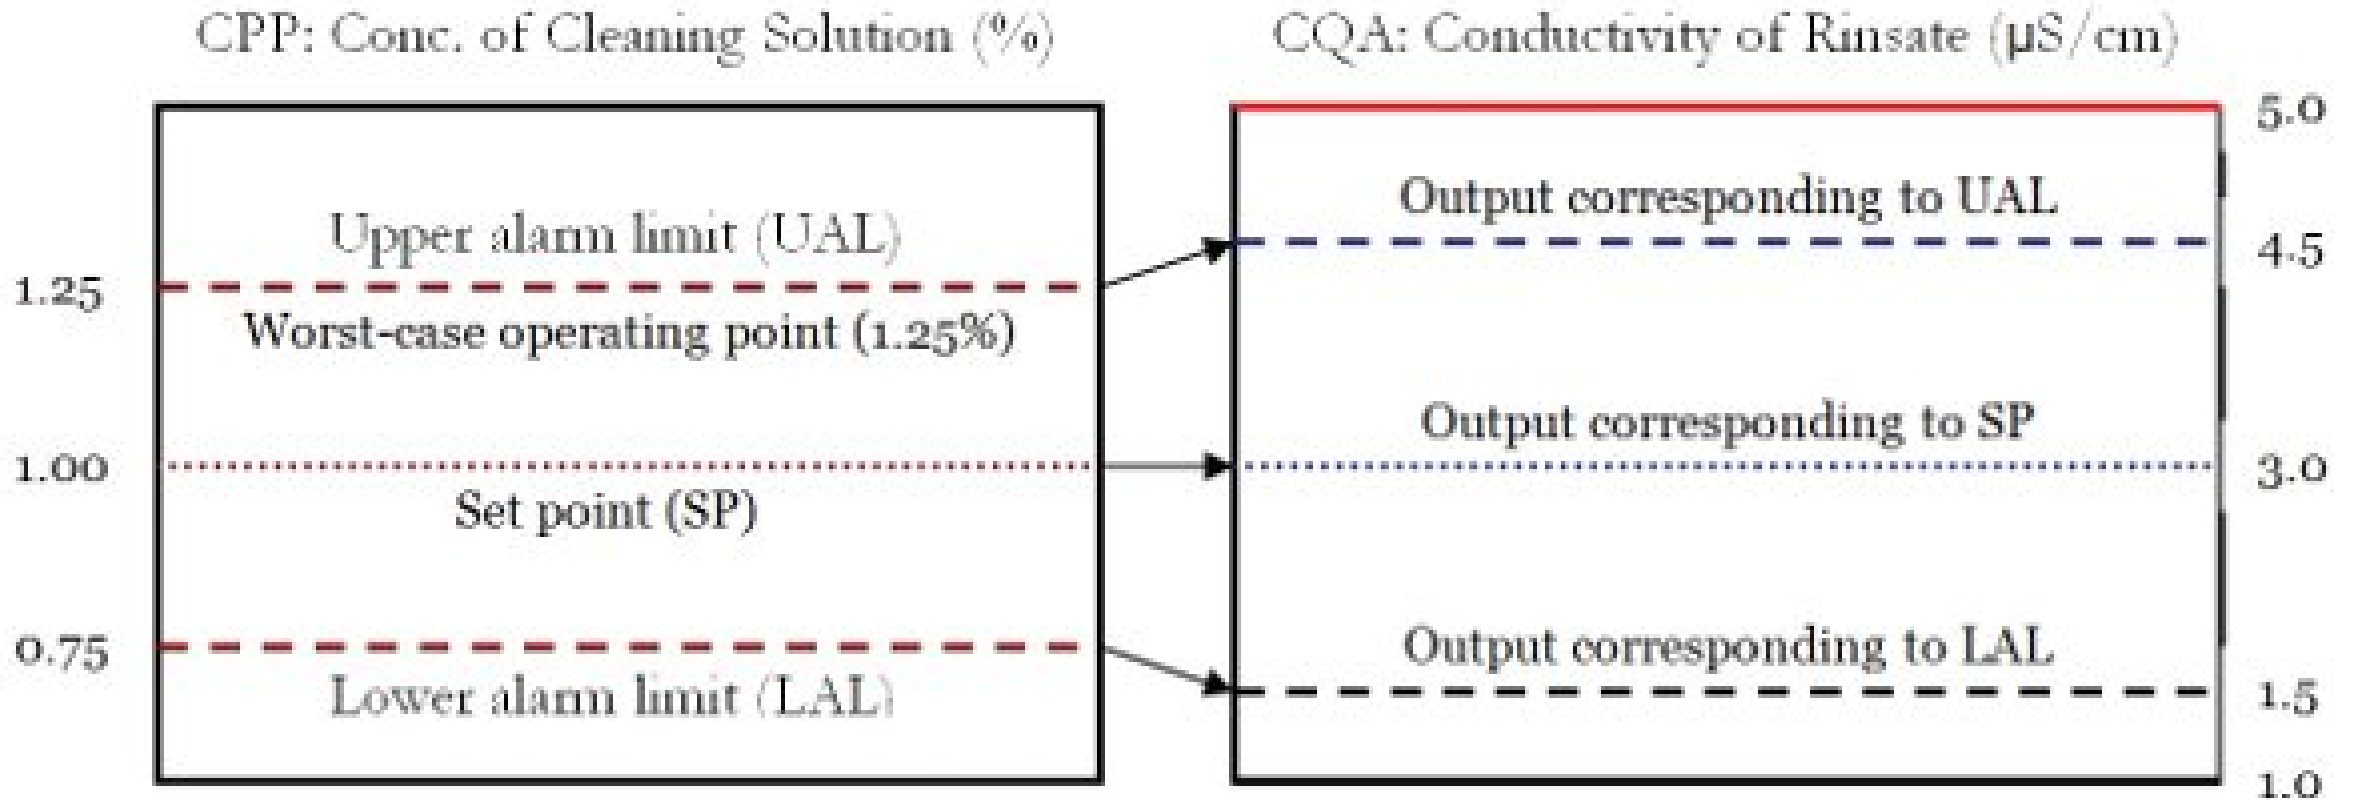 CPP: Conc. of Cleaning Solution (%)
CQA: Conductivity of Rinsate (µS/cm)
5.0
Output corresponding to UAL
Upper alarm limit (UAL)
4.5
1.25
Worst-case operating point (1.25%)
Output corresponding to SP
1.00
3.0
Set point (SP)
Output corresponding to LAL
0.75
Lower alarm limit (LAL)
1.5
1.0